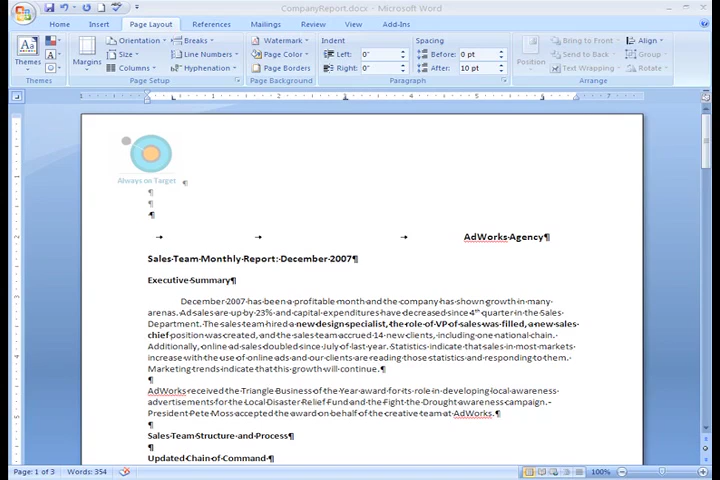 CompanyReport.docx - Microsoft Word
Home Insert Page Layout References Mailings Review View Add-Ins
Themes
Margins
Orientation
Size
Columns
Breaks
Line Numbers
Hyphenation
Watermark
Page Color
Page Borders
Indent
Left: 0"
Right: 0"
Spacing
Before: 0 pt
After: 10 pt
Position
Bring to Front
Send to Back
Text Wrapping
Align
Group
Rotate
Themes Page Setup Page Background Paragraph Arrange
Always on Target
AdWorks Agency¶
Sales Team Monthly Report: December 2007¶
Executive Summary¶
December 2007 has been a profitable month and the company has shown growth in many
arenas. Ad sales are up by 23% and capital expenditures have decreased since 4th quarter in the Sales
Department. The sales team hired a new design specialist, the role of VP of sales was filled, a new sales
chief position was created, and the sales team accrued 14 new clients, including one national chain.
Additionally, online ad sales doubled since July of last year. Statistics indicate that sales in most markets
increase with the use of online ads and our clients are reading those statistics and responding to them.
Marketing trends indicate that this growth will continue. ¶
AdWorks received the Triangle Business of the Year award for its role in developing local awareness
advertisements for the Local Disaster Relief Fund and the Fight the Drought awareness campaign.
President Pete Moss accepted the award on behalf of the creative team at AdWorks. ¶
Sales Team Structure and Process¶
Updated Chain of Command¶
Page: 1 of 3 Words: 354 100%